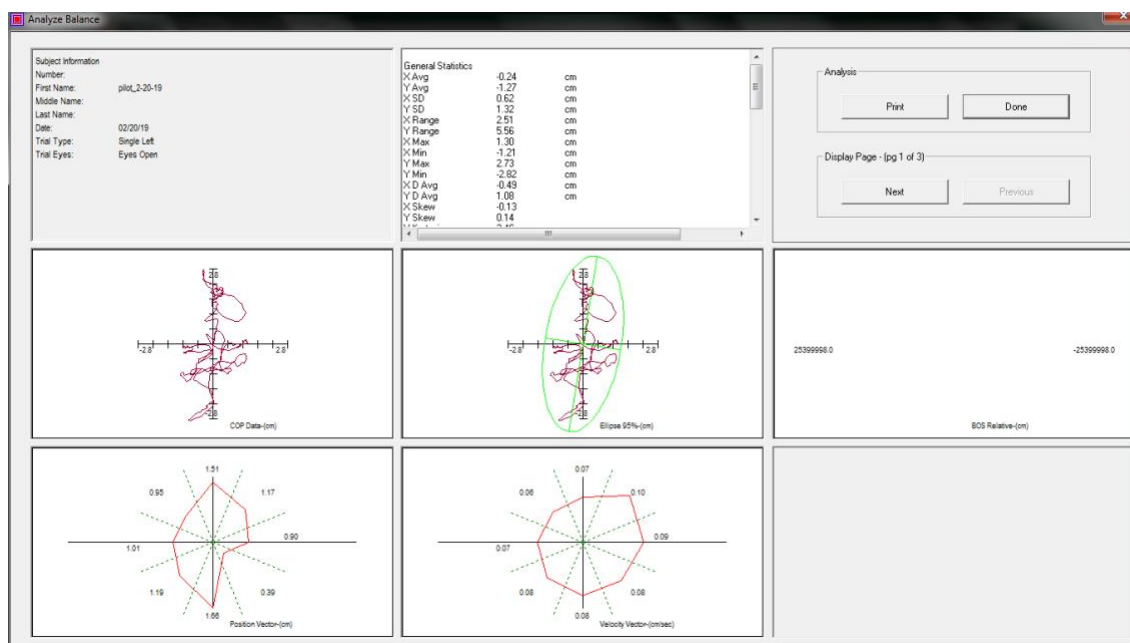 Analyze Balance
Subject Information
Number:
First Name: pilot_2-20-19
Middle Name:
Last Name:
Date: 02/20/19
Trial Type: Single Left
Trial Eyes: Eyes Open
General Statistics
X Avg -0.24 cm
Y Avg -1.27 cm
X SD 0.62 cm
Y SD 1.32 cm
X Range 2.51 cm
Y Range 5.56 cm
X Max 1.30 cm
X Min -1.21 cm
Y Max 2.73 cm
Y Min -2.82 cm
X D Avg -0.49 cm
Y D Avg 1.08 cm
X Skew -0.13
Y Skew 0.14
Analysis
Print Done
Display Page - (pg 1 of 3)
Next Previous
2.8
-2.8 2.8
-2.8
COP Data-(cm)
2.8
-2.8 2.8
-2.8
Ellipse 95%-(cm)
25399998.0 -25399998.0
BOS Relative-(cm)
1.51
0.95 1.17
1.01 0.90
1.19 0.39
1.66
Position Vector-(cm)
0.07
0.06 0.10
0.07 0.09
0.08 0.08
0.08
Velocity Vector-(cm/sec)